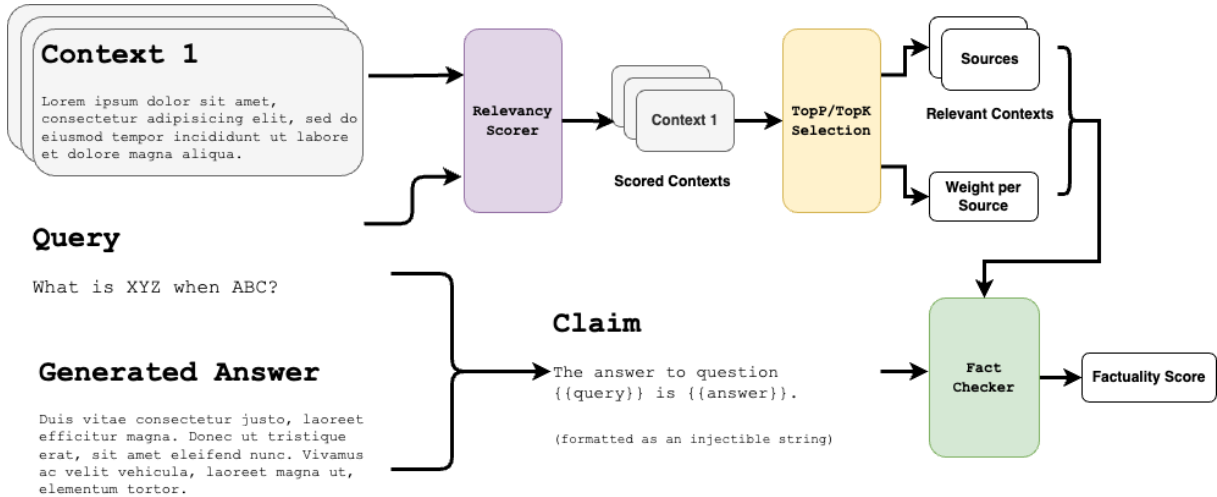 Context 1
Lorem ipsum dolor sit amet,
consectetur adipisicing elit, sed do
eiusmod tempor incididunt ut labore
et dolore magna aliqua.
Relevancy
Scorer
Context 1
Scored Contexts
TopP/TopK
Selection
Sources
Relevant Contexts
Weight per
Source
Query
What is XYZ when ABC?
Generated Answer
Duis vitae consectetur justo, laoreet
efficitur magna. Donec ut tristique
erat, sit amet eleifend nunc. Vivamus
ac velit vehicula, laoreet magna ut,
elementum tortor.
Claim
The answer to question
{{query}} is {{answer}}.
(formatted as an injectible string)
Fact
Checker
Factuality Score